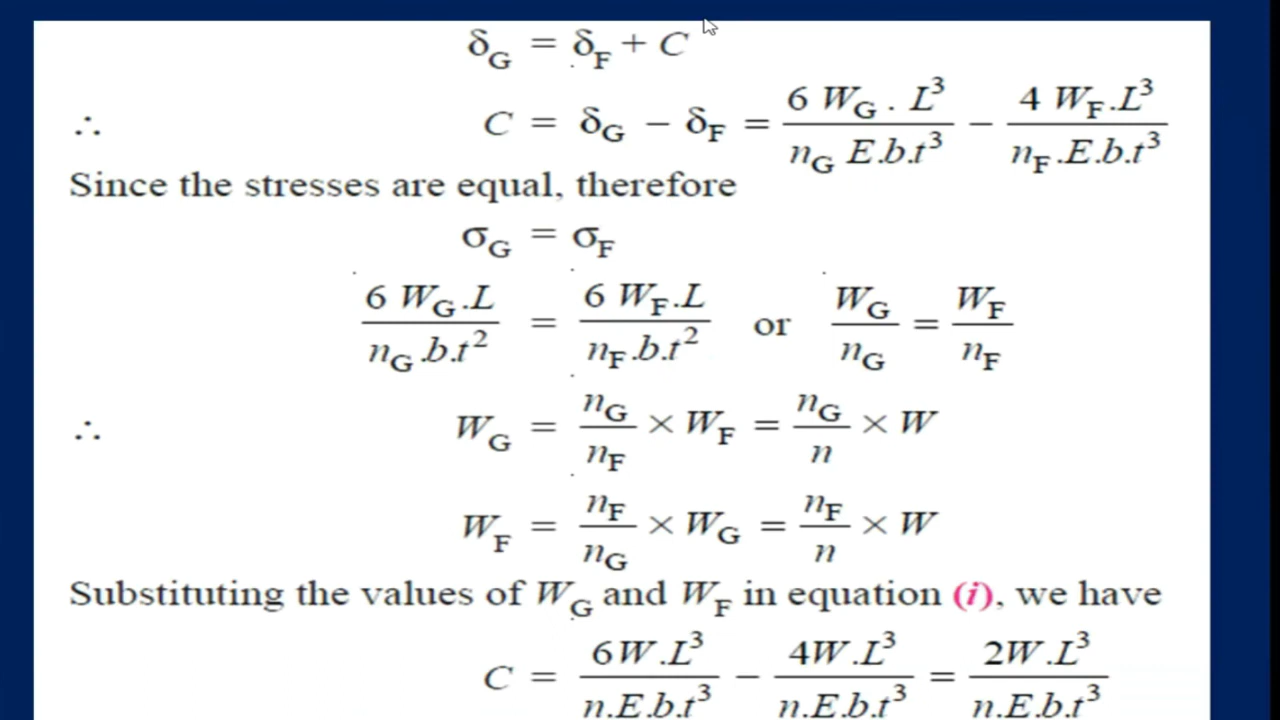 δG = δF + C
∴ C = δG − δF = 6 WG . L³ / nG E.b.t³ − 4 WF.L³ / nF.E.b.t³
Since the stresses are equal, therefore
σG = σF
6 WG.L / nG.b.t² = 6 WF.L / nF.b.t² or WG / nG = WF / nF
∴ WG = nG / nF × WF = nG / n × W
WF = nF / nG × WG = nF / n × W
Substituting the values of WG and WF in equation (i), we have
C = 6W.L³ / n.E.b.t³ − 4W.L³ / n.E.b.t³ = 2W.L³ / n.E.b.t³